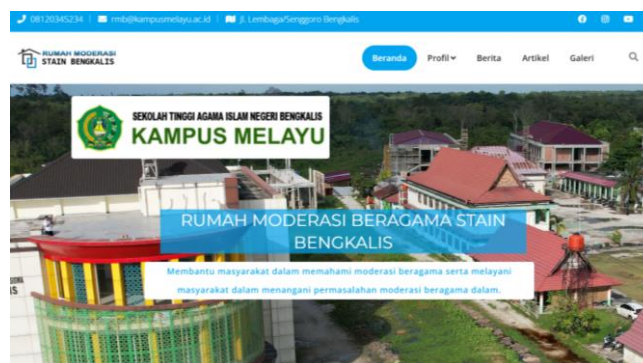 08120345234 | rmb@kampusmelayu.ac.id | Jl. Lembaga/Senggoro Bengkalis
RUMAH MODERASI
STAIN BENGKALIS
Beranda Profil Berita Artikel Galeri
SEKOLAH TINGGI AGAMA ISLAM NEGERI BENGKALIS
KAMPUS MELAYU
RUMAH MODERASI BERAGAMA STAIN
BENGKALIS
Membantu masyarakat dalam memahami moderasi beragama serta melayani
masyarakat dalam menangani permasalahan moderasi beragama dalam.